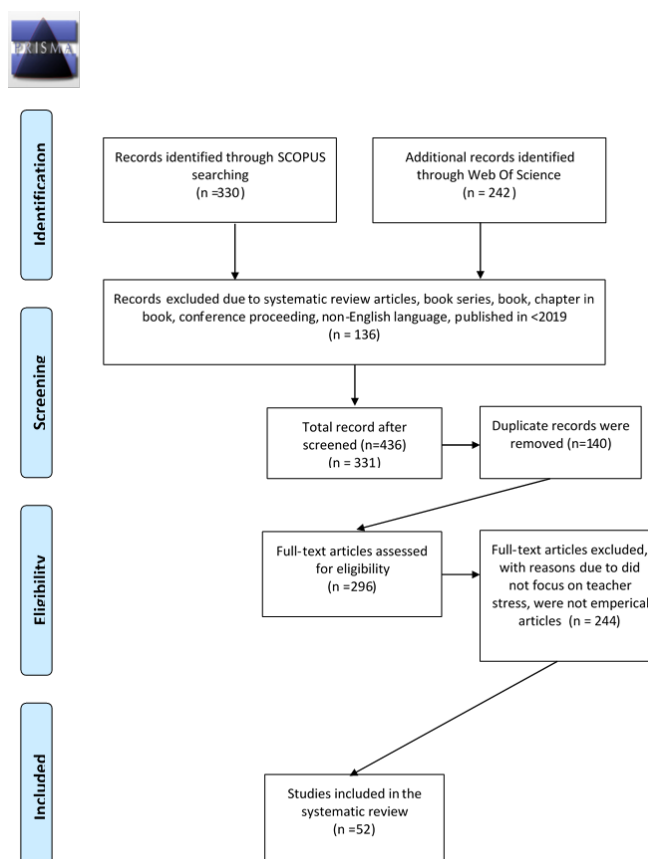 PRISMA
Identification
Records identified through SCOPUS
searching
(n =330)
Additional records identified
through Web Of Science
(n = 242)
Records excluded due to systematic review articles, book series, book, chapter in
book, conference proceeding, non-English language, published in <2019
(n = 136)
Screening
Total record after
screened (n=436)
(n = 331)
Duplicate records were
removed (n=140)
Eligibility
Full-text articles assessed
for eligibility
(n =296)
Full-text articles excluded,
with reasons due to did
not focus on teacher
stress, were not emperical
articles (n = 244)
Included
Studies included in the
systematic review
(n =52)